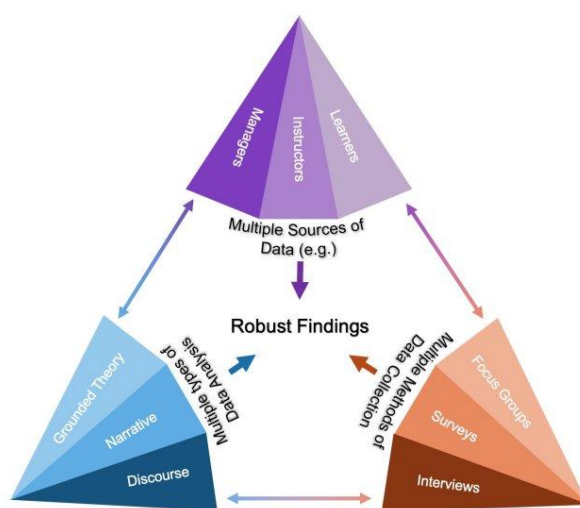 Managers
Instructors
Learners
Multiple Sources of
Data (e.g.)
Robust Findings
Grounded Theory
Narrative
Discourse
Multiple types of
Data Analysis
Multiple Methods of
Data Collection
Focus Groups
Surveys
Interviews